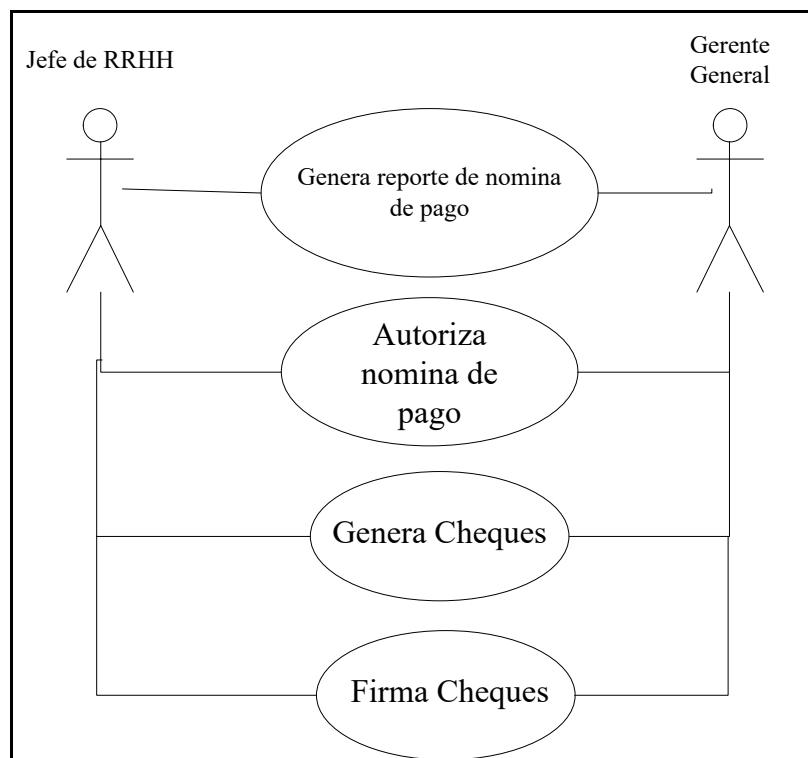 Jefe de RRHH
Gerente
General
Genera reporte de nomina
de pago
Autoriza
nomina de
pago
Genera Cheques
Firma Cheques